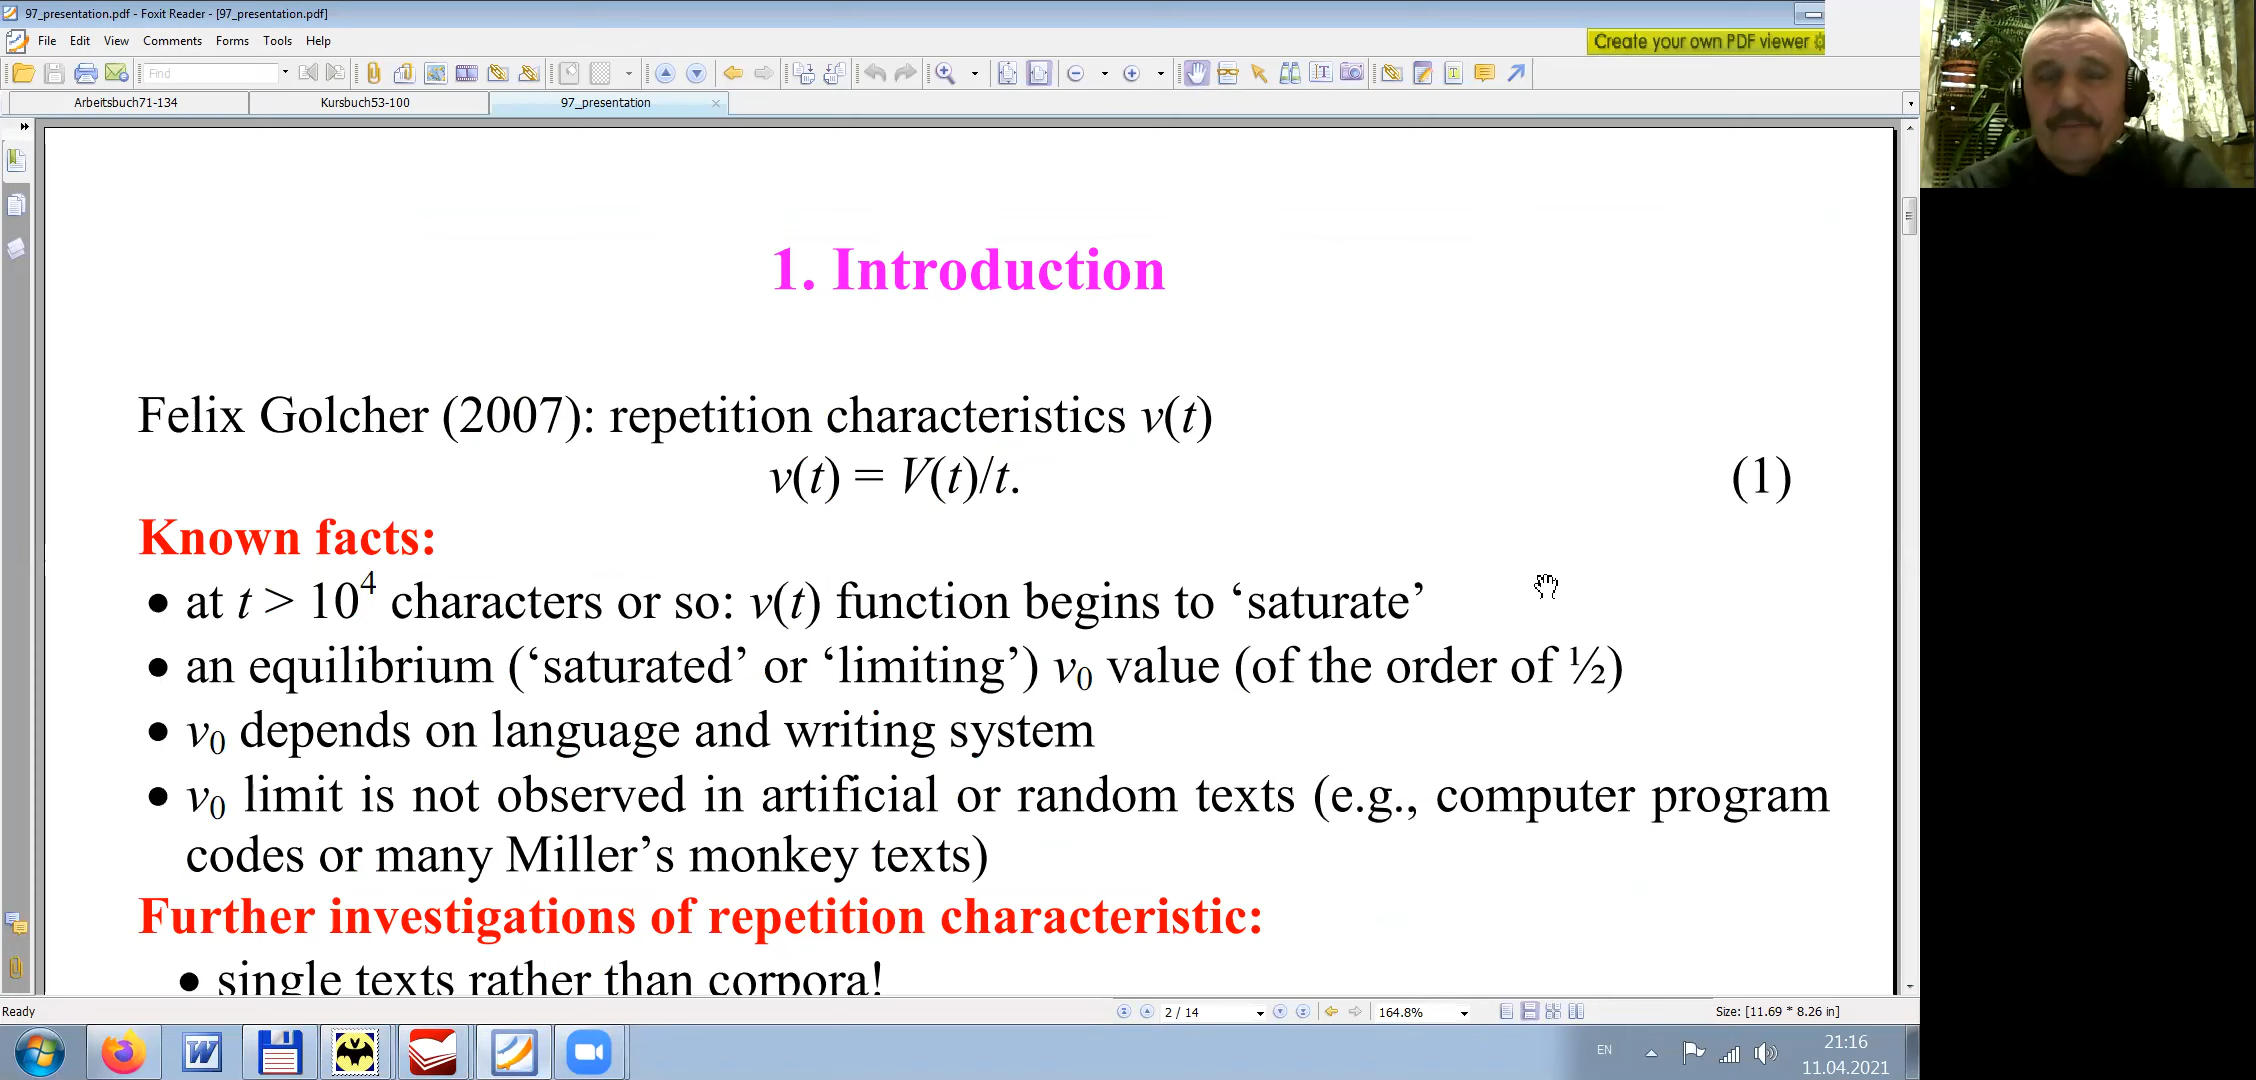 97_presentation.pdf - Foxit Reader - [97_presentation.pdf]
File Edit View Comments Forms Tools Help
Create your own PDF viewer
Find
Arbeitsbuch71-134 Kursbuch53-100 97_presentation
1. Introduction
Felix Golcher (2007): repetition characteristics v(t)
v(t) = V(t)/t. (1)
Known facts:
• at t > 10⁴ characters or so: v(t) function begins to ‘saturate’
• an equilibrium (‘saturated’ or ‘limiting’) v₀ value (of the order of ½)
• v₀ depends on language and writing system
• v₀ limit is not observed in artificial or random texts (e.g., computer program
codes or many Miller’s monkey texts)
Further investigations of repetition characteristic:
• single texts rather than corpora!
Ready 2 / 14 164.8% Size: [11.69 * 8.26 in]
EN 21:16
11.04.2021